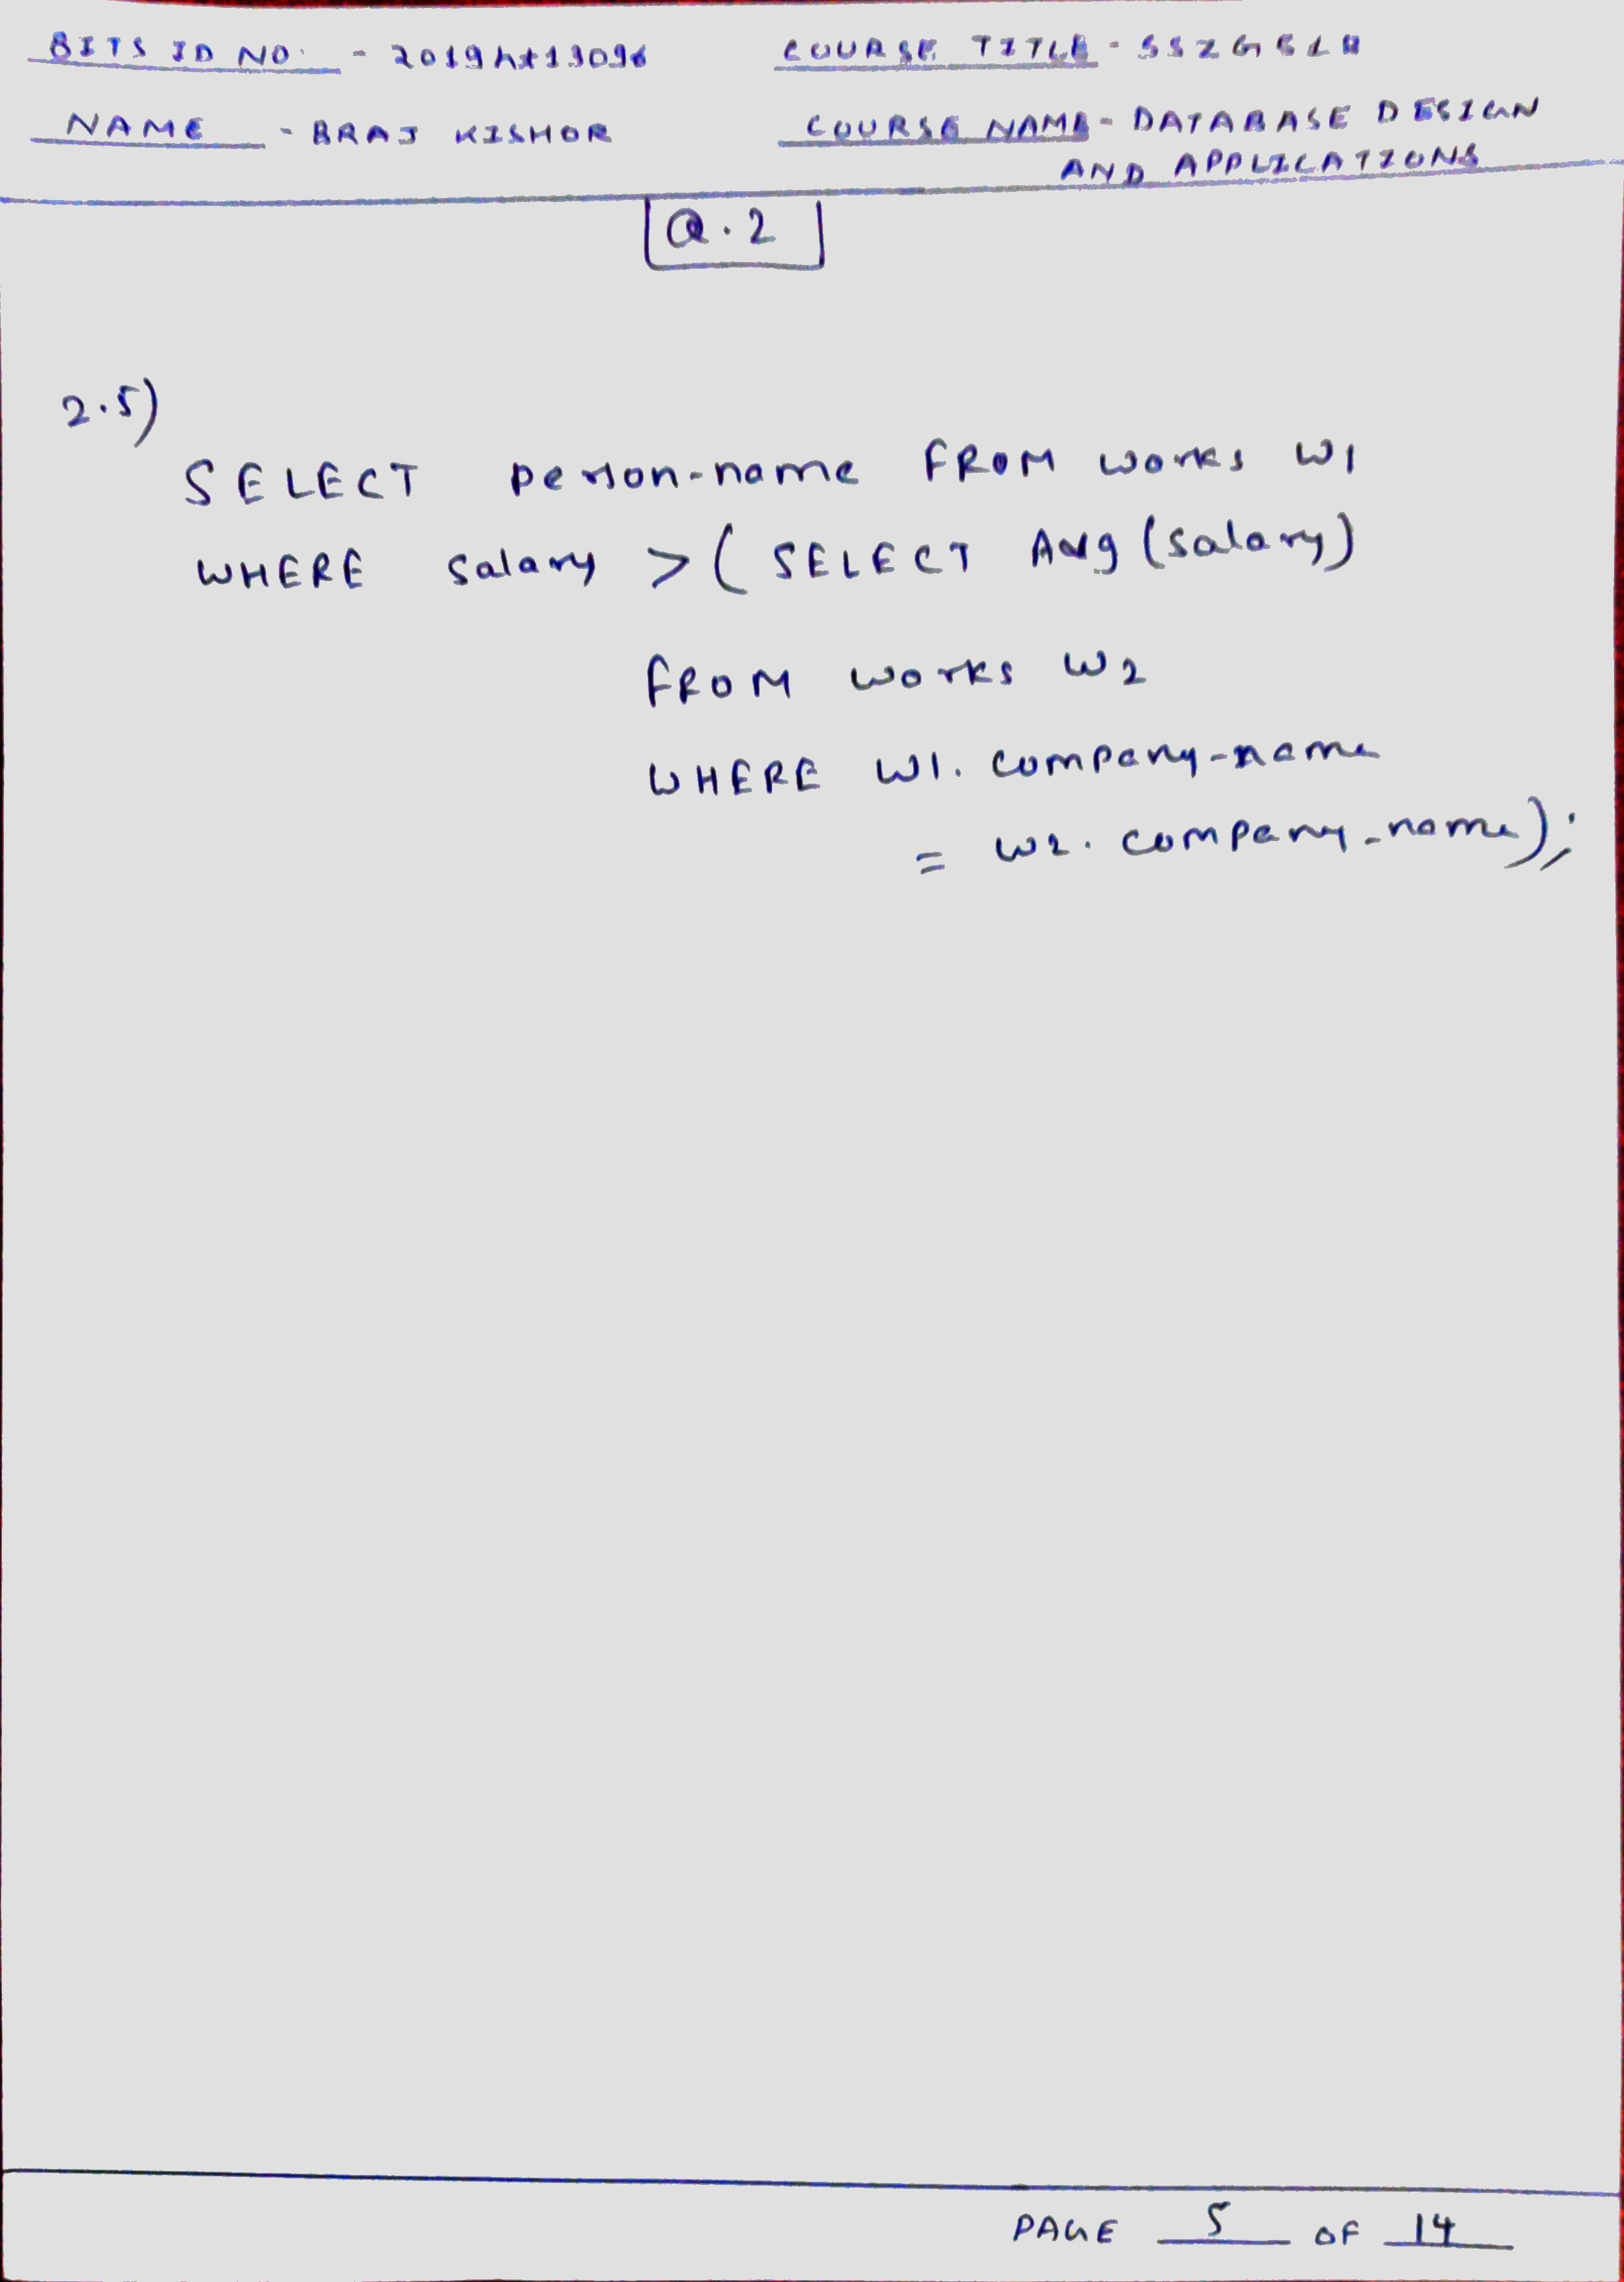 BITS ID NO. - 2019ht13096 COURSE TITLE - SSZG518
NAME - BRAJ KISHOR COURSE NAME - DATABASE DESIGN
AND APPLICATIONS
Q.2
2.5)
SELECT person-name FROM works W1
WHERE salary > ( SELECT Avg (salary)
FROM works W2
WHERE W1. company-name
= W2. company-name);
PAGE 5 OF 14